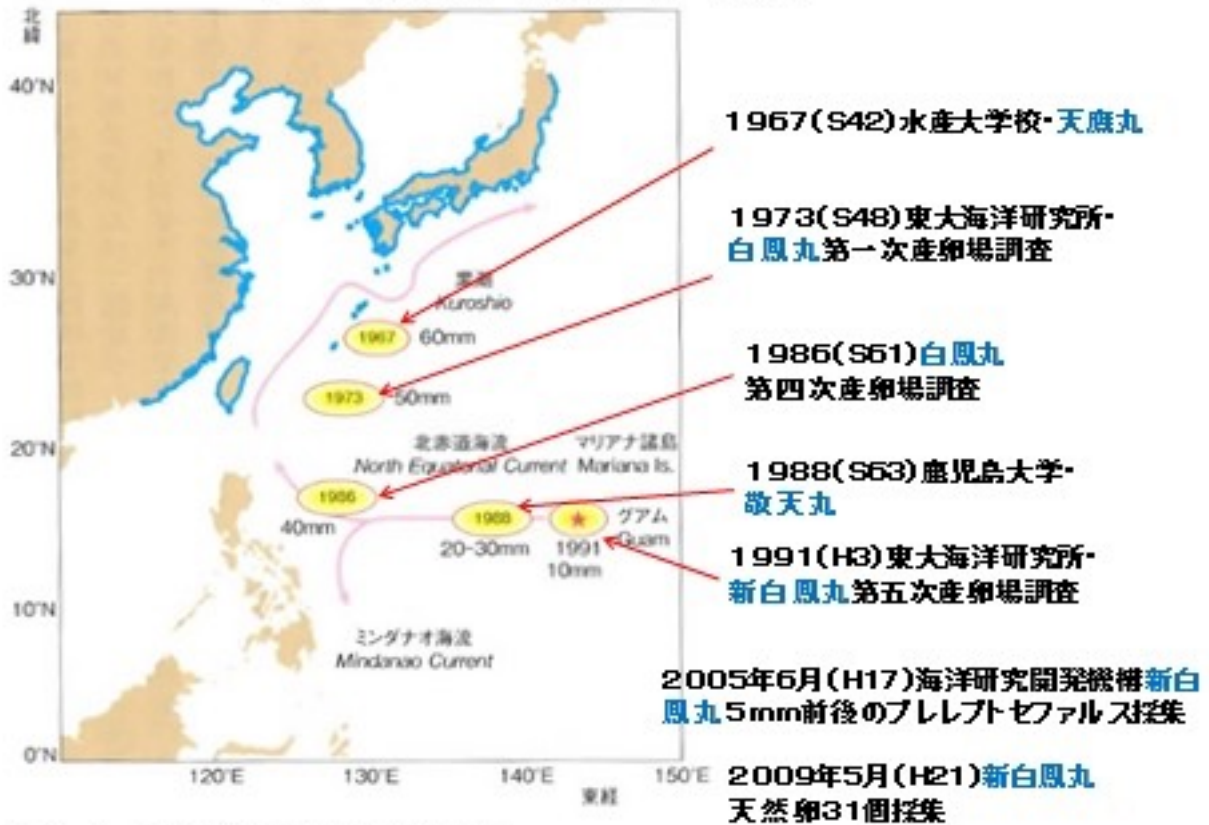 北
緯
40°N
30°N
20°N
10°N
0°N
120°E
130°E
140°E
150°E
東経
黒潮
Kuroshio
1967
60mm
1973
50mm
北赤道海流
North Equatorial Current
マリアナ諸島
Mariana Is.
1986
40mm
1988
20-30mm
1991
10mm
グアム
Guam
ミンダナオ海流
Mindanao Current
1967(S42)水産大学校・天鷹丸
1973(S48)東大海洋研究所・
白鳳丸第一次産卵場調査
1986(S61)白鳳丸
第四次産卵場調査
1988(S63)鹿児島大学・
敬天丸
1991(H3)東大海洋研究所・
新白鳳丸第五次産卵場調査
2005年6月(H17)海洋研究開発機構新白
鳳丸5mm前後のプレレプトセファルス採集
2009年5月(H21)新白鳳丸
天然卵31個採集